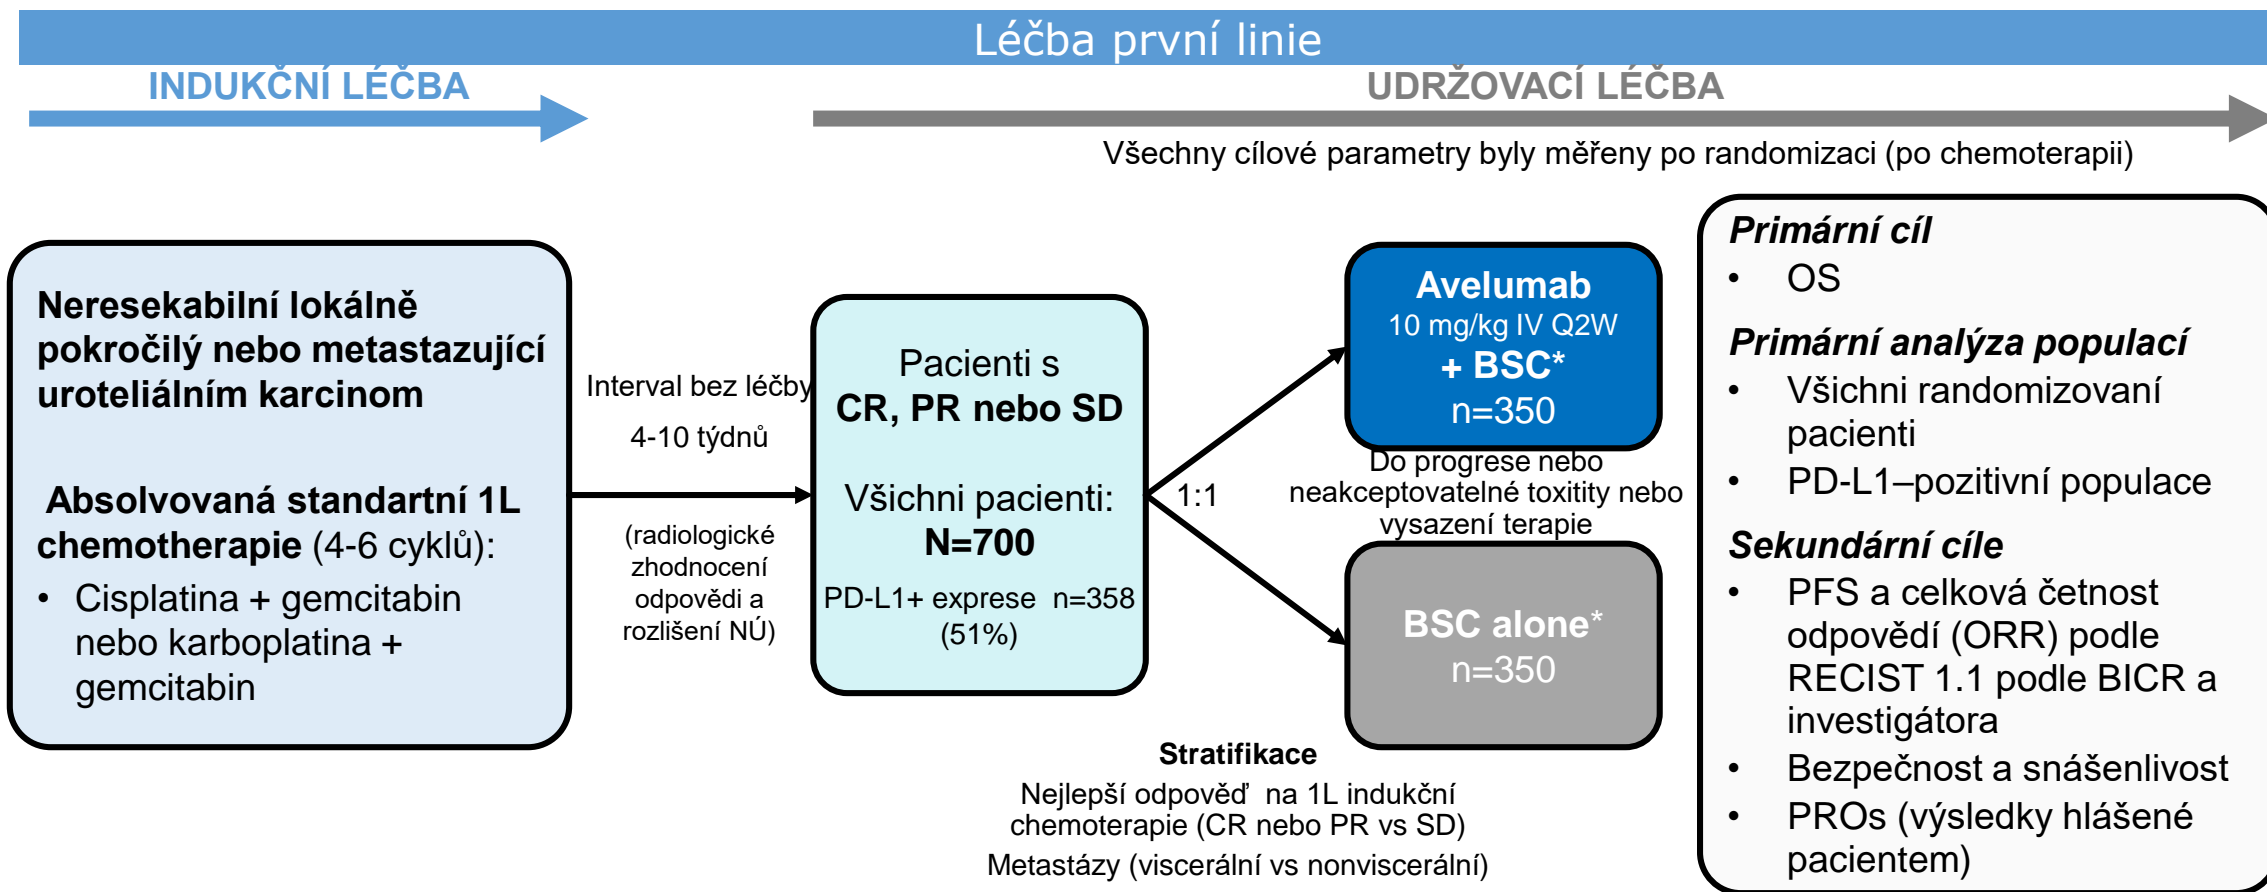 Léčba první linie
INDUKČNÍ LÉČBA
UDRŽOVACÍ LÉČBA
Všechny cílové parametry byly měřeny po randomizaci (po chemoterapii)
Neresekabilní lokálně
pokročilý nebo metastazující
uroteliálním karcinom
Absolvovaná standartní 1L
chemotherapie (4-6 cyklů):
• Cisplatina + gemcitabin
nebo karboplatina +
gemcitabin
Interval bez léčby
4-10 týdnů
(radiologické
zhodnocení
odpovědi a
rozlišení NÚ)
Pacienti s
CR, PR nebo SD
Všichni pacienti:
N=700
PD-L1+ exprese n=358
(51%)
1:1
Avelumab
10 mg/kg IV Q2W
+ BSC*
n=350
Do progrese nebo
neakceptovatelné toxitity nebo
vysazení terapie
BSC alone*
n=350
Stratifikace
Nejlepší odpověď na 1L indukční
chemoterapie (CR nebo PR vs SD)
Metastázy (viscerální vs nonviscerální)
Primární cíl
• OS
Primární analýza populací
• Všichni randomizovaní
pacienti
• PD-L1–pozitivní populace
Sekundární cíle
• PFS a celková četnost
odpovědí (ORR) podle
RECIST 1.1 podle BICR a
investigátora
• Bezpečnost a snášenlivost
• PROs (výsledky hlášené
pacientem)